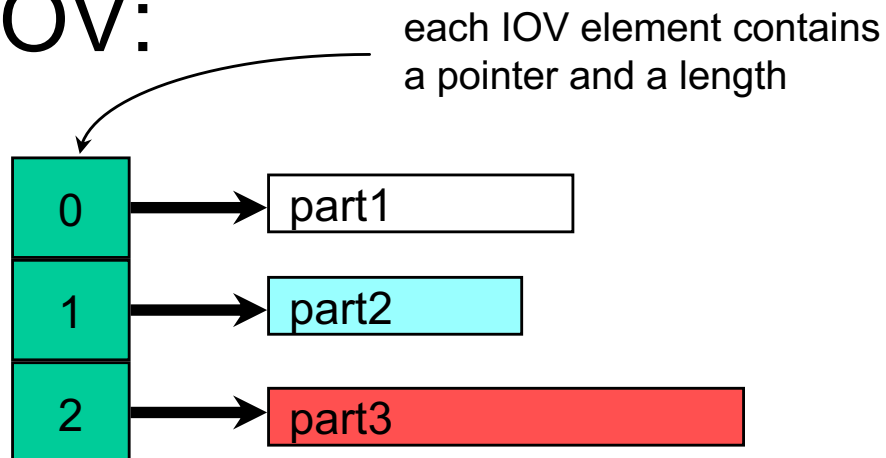 OV:
each IOV element contains
a pointer and a length
0
part1
1
part2
2
part3